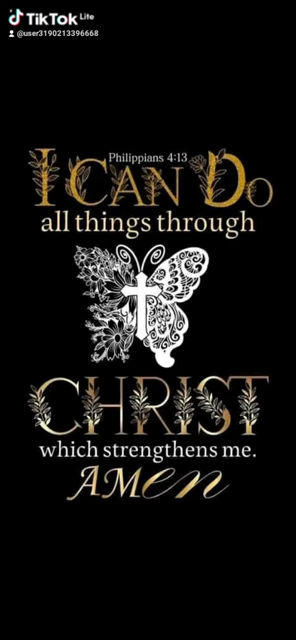 TikTok Lite
@user3190213396668
Philippians 4:13
I CAN DO
all things through
CHRIST
which strengthens me.
AMen